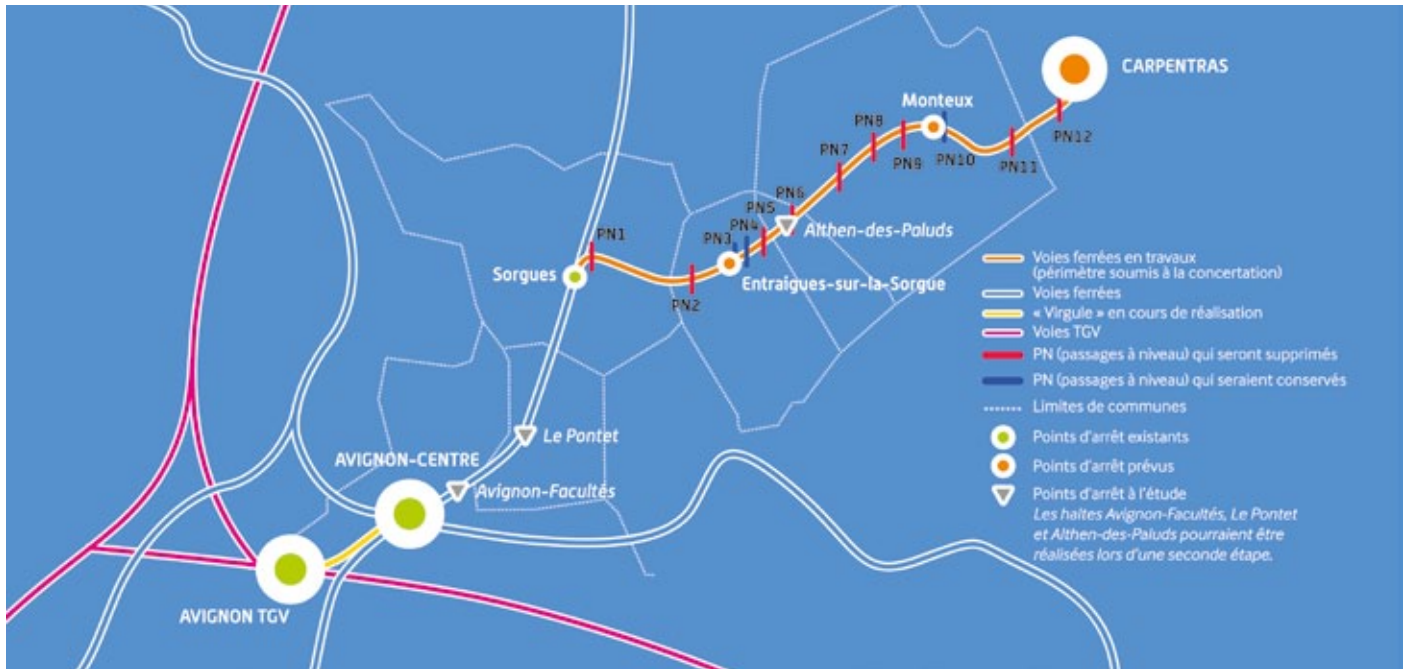 CARPENTRAS
Monteux
PN8
PN12
PN9
PN10
PN11
PN7
PN6
PN5
PN4
PN3
Althen-des-Paluds
PN1
Sorgues
PN2
Entraigues-sur-la-Sorgue
Voies ferrées en travaux
(périmètre soumis à la concertation)
Voies ferrées
« Virgule » en cours de réalisation
Voies TGV
PN (passages à niveau) qui seront supprimés
PN (passages à niveau) qui seraient conservés
Limites de communes
Points d'arrêt existants
Points d'arrêt prévus
Points d'arrêt à l'étude
Les haltes Avignon-Facultés, Le Pontet
et Althen-des-Paluds pourraient être
réalisées lors d'une seconde étape.
Le Pontet
AVIGNON-CENTRE
Avignon-Facultés
AVIGNON TGV